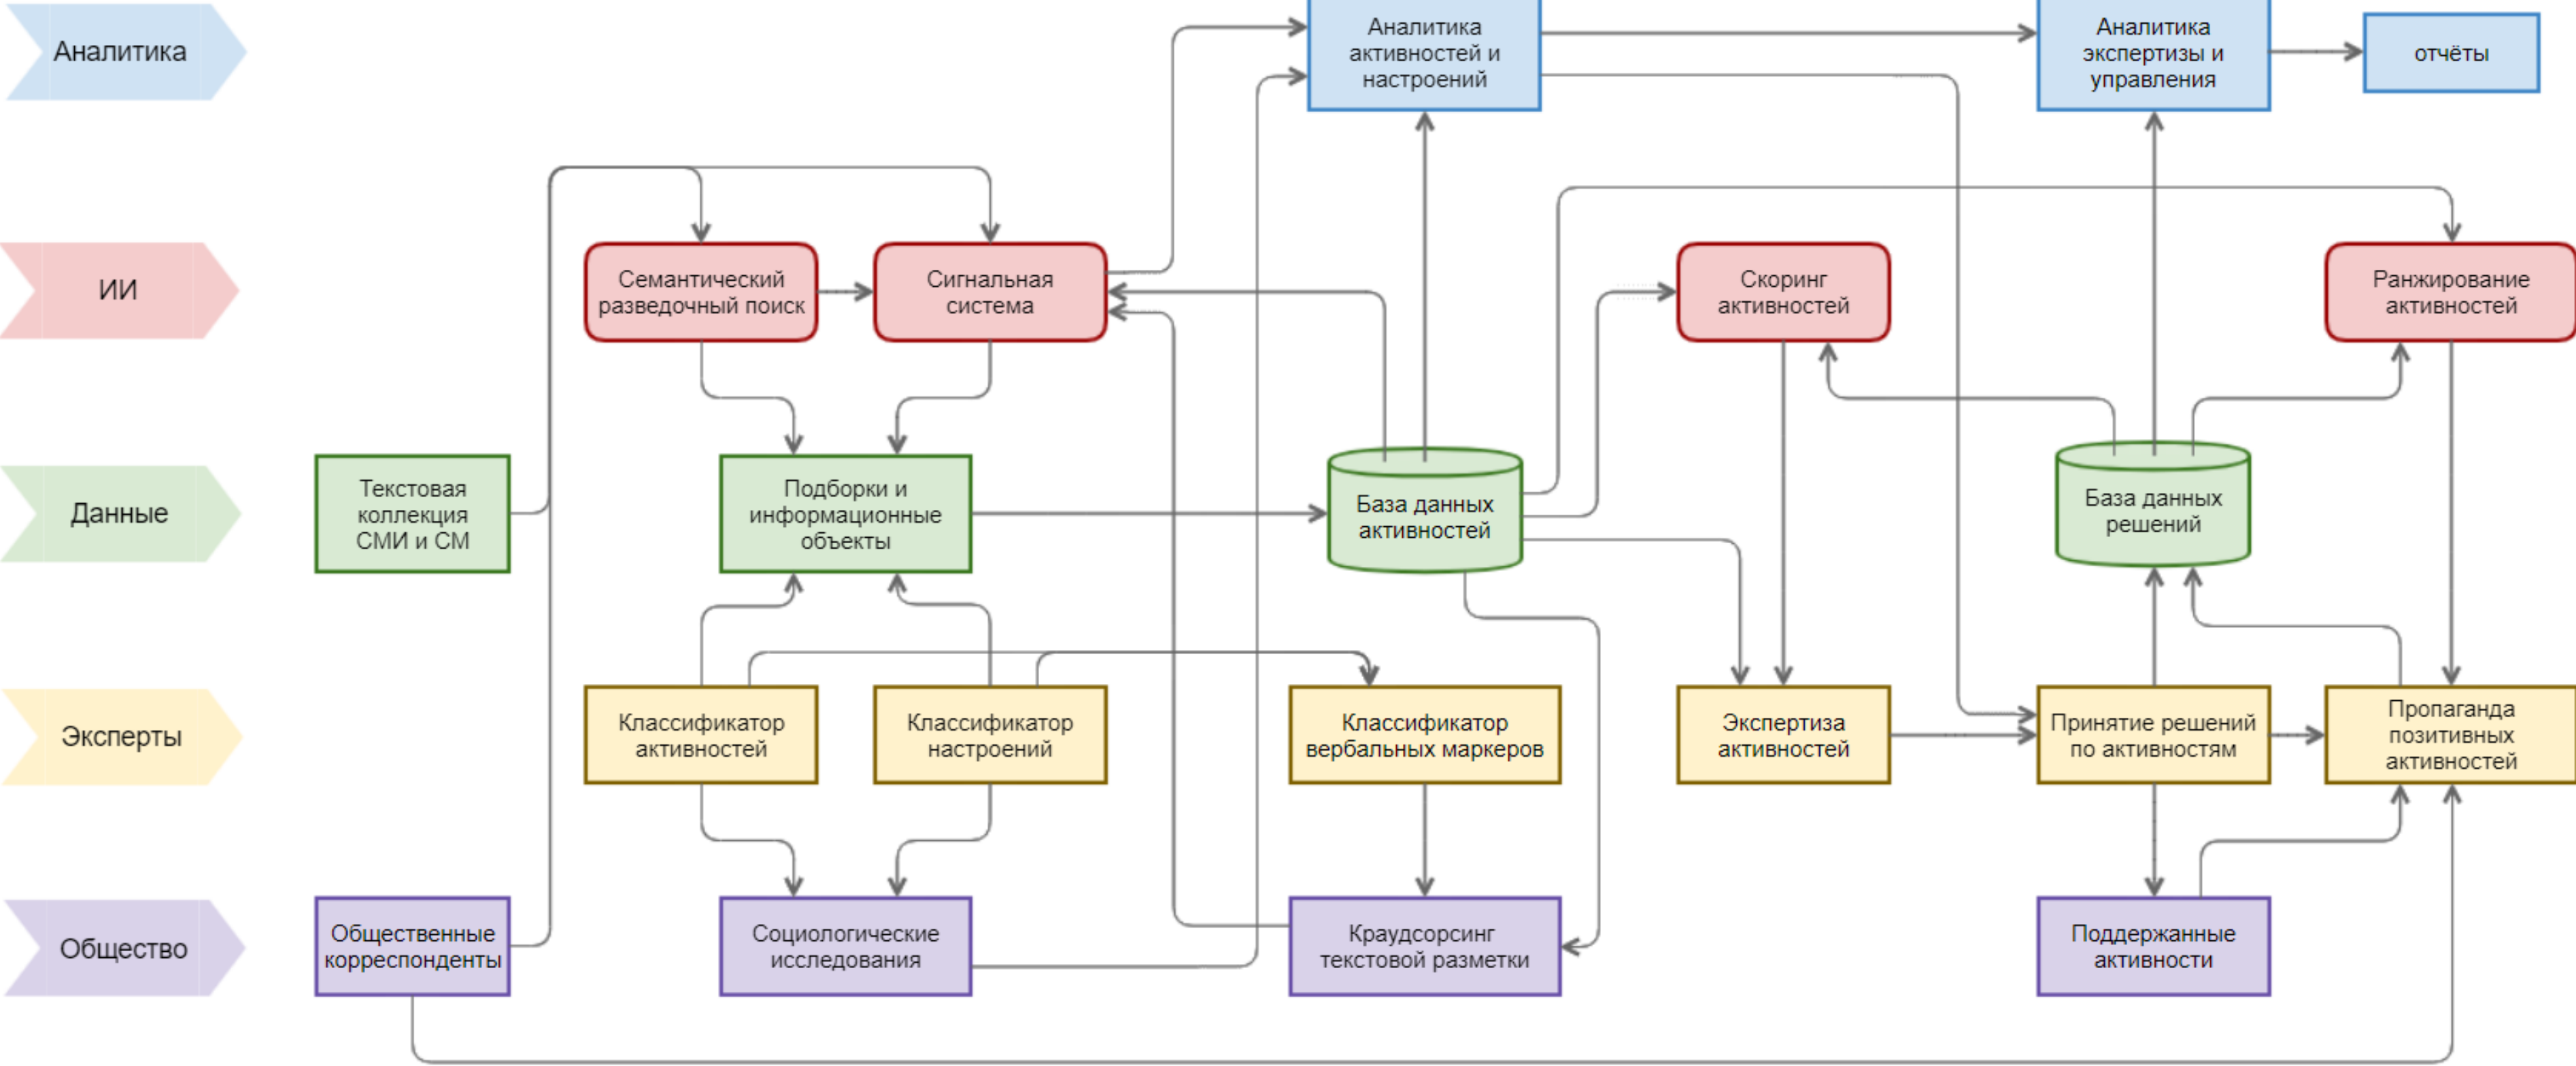 Аналитика
Аналитика
активностей и
настроений
Аналитика
экспертизы и
управления
отчёты
ИИ
Семантический
разведочный поиск
Сигнальная
система
Скоринг
активностей
Ранжирование
активностей
Данные
Текстовая
коллекция
СМИ и СМ
Подборки и
информационные
объекты
База данных
активностей
База данных
решений
Эксперты
Классификатор
активностей
Классификатор
настроений
Классификатор
вербальных маркеров
Экспертиза
активностей
Принятие решений
по активностям
Пропаганда
позитивных
активностей
Общество
Общественные
корреспонденты
Социологические
исследования
Краудсорсинг
текстовой разметки
Поддержанные
активности